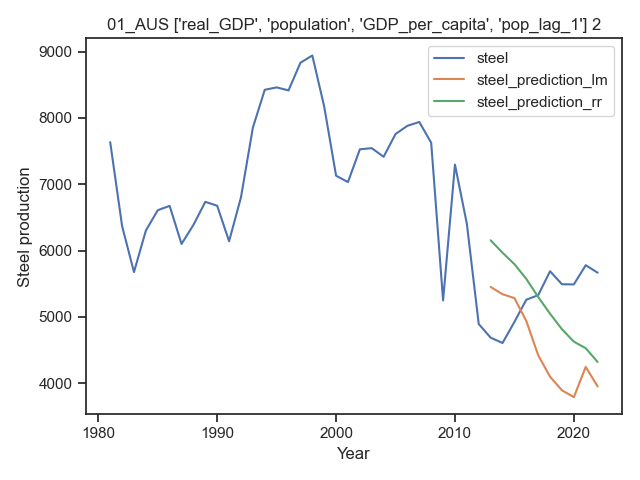 01_AUS ['real_GDP', 'population', 'GDP_per_capita', 'pop_lag_1'] 2
steel
steel_prediction_lm
steel_prediction_rr
Steel production
9000
8000
7000
6000
5000
4000
1980
1990
2000
2010
2020
Year